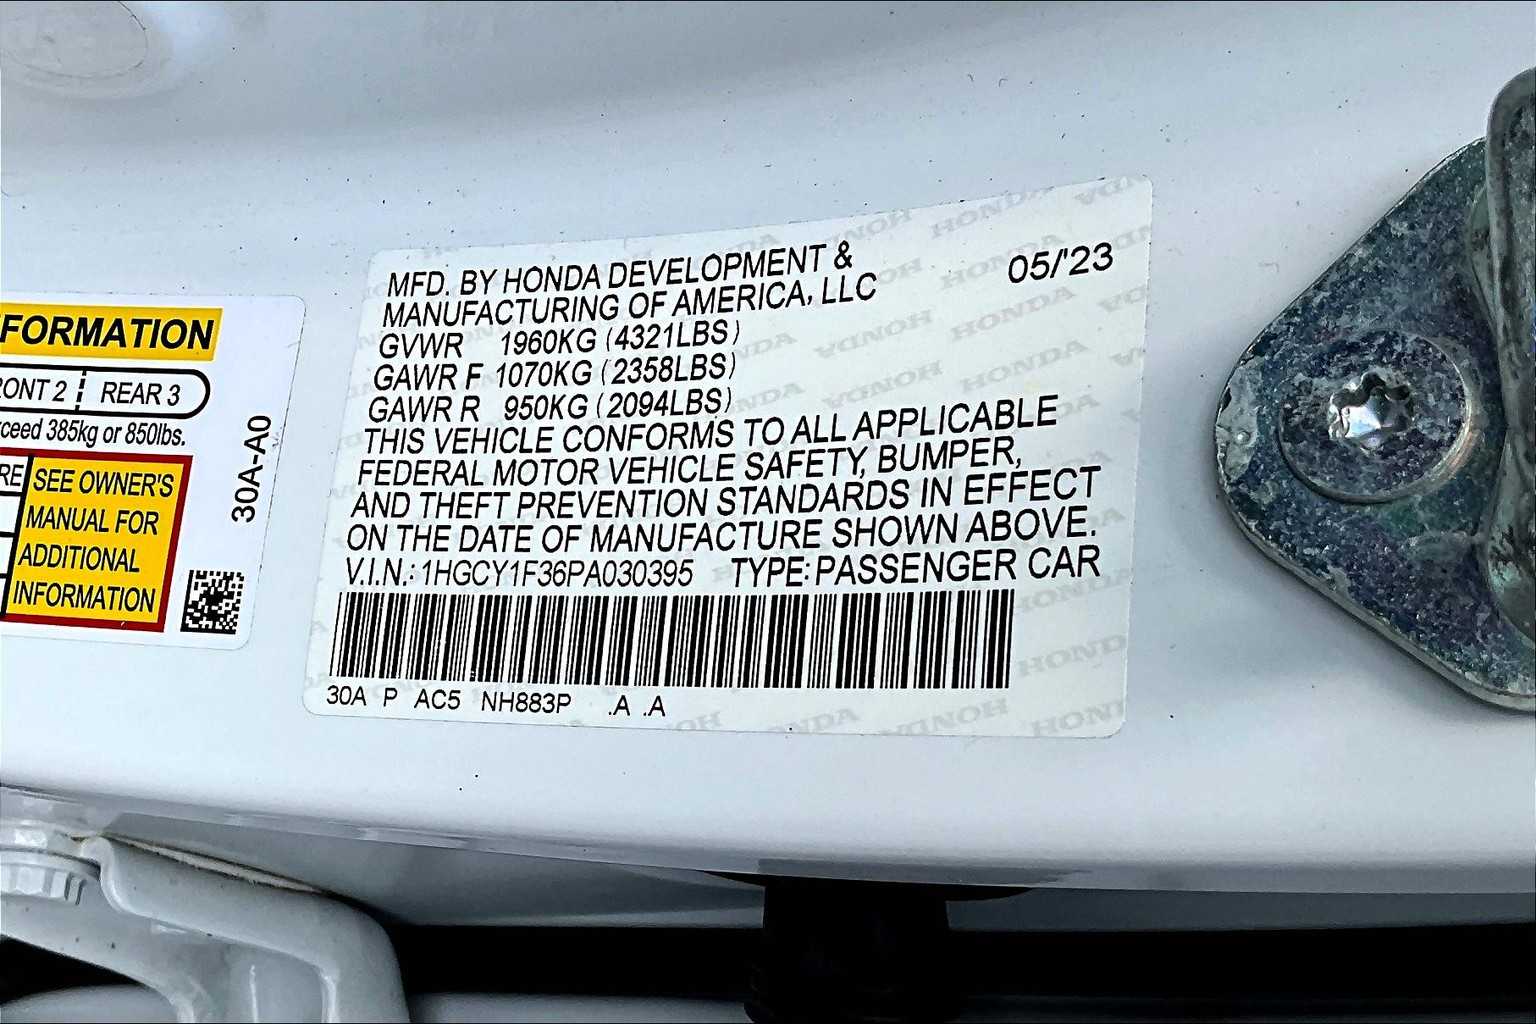 FORMATION
RONT 2 REAR 3
ceed 385kg or 850lbs.
RE
SEE OWNER'S
MANUAL FOR
ADDITIONAL
INFORMATION
30A-A0
MFD. BY HONDA DEVELOPMENT &
MANUFACTURING OF AMERICA, LLC
05/'23
GVWR 1960KG (4321LBS)
GAWR F 1070KG (2358LBS)
GAWR R 950KG (2094LBS)
THIS VEHICLE CONFORMS TO ALL APPLICABLE
FEDERAL MOTOR VEHICLE SAFETY, BUMPER,
AND THEFT PREVENTION STANDARDS IN EFFECT
ON THE DATE OF MANUFACTURE SHOWN ABOVE.
V.I.N.: 1HGCY1F36PA030395 TYPE: PASSENGER CAR
30A P AC5 NH883P .A .A